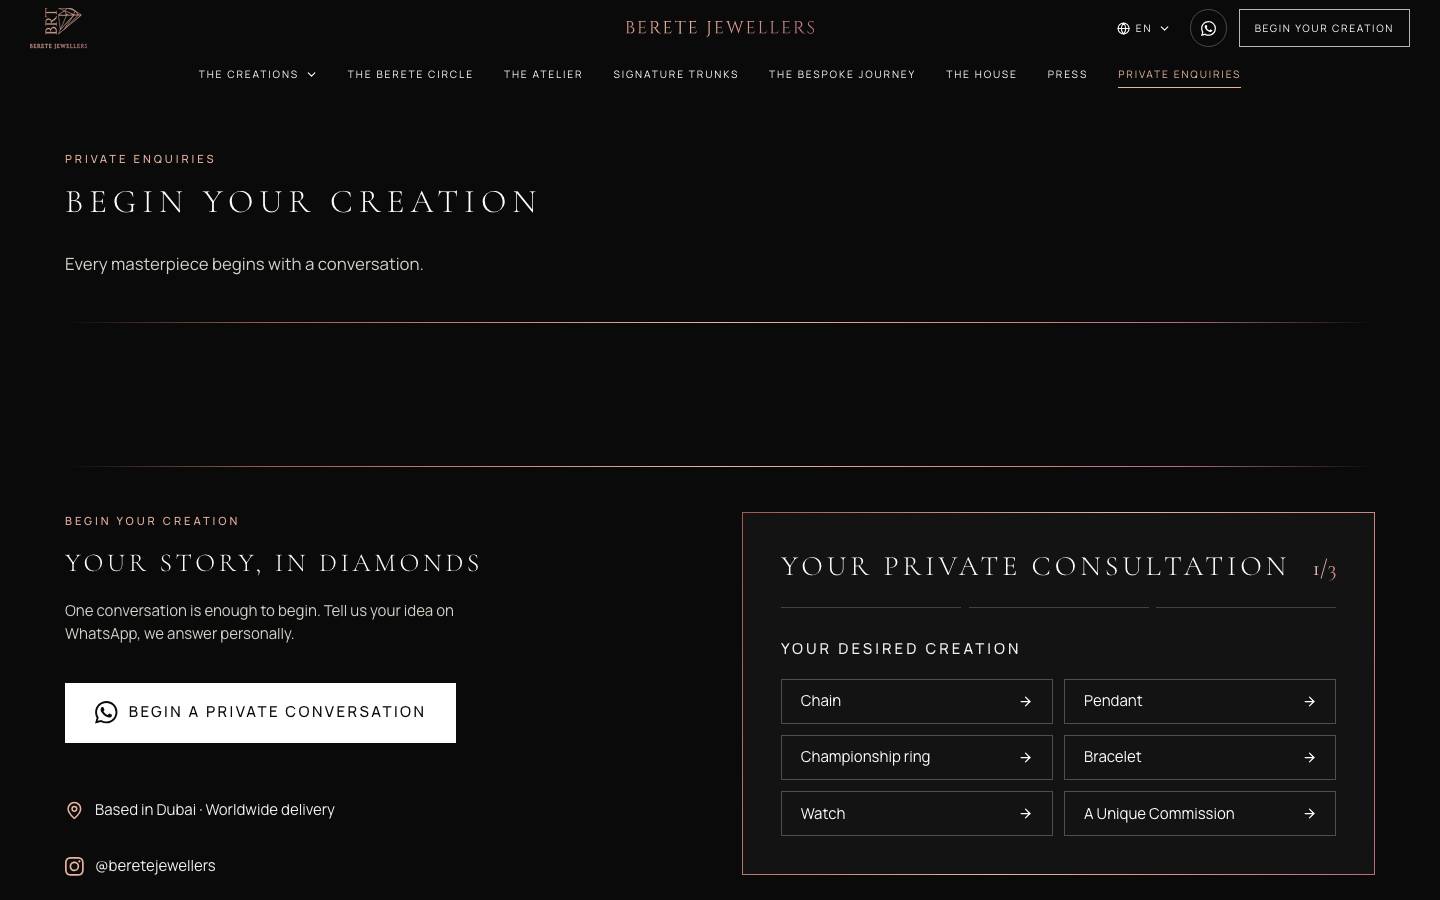 BRT
BERETE JEWELLERS
BERETE JEWELLERS
EN
BEGIN YOUR CREATION
THE CREATIONS
THE BERETE CIRCLE
THE ATELIER
SIGNATURE TRUNKS
THE BESPOKE JOURNEY
THE HOUSE
PRESS
PRIVATE ENQUIRIES
PRIVATE ENQUIRIES
BEGIN YOUR CREATION
Every masterpiece begins with a conversation.
BEGIN YOUR CREATION
YOUR STORY, IN DIAMONDS
One conversation is enough to begin. Tell us your idea on
WhatsApp, we answer personally.
BEGIN A PRIVATE CONVERSATION
Based in Dubai · Worldwide delivery
@beretejewellers
YOUR PRIVATE CONSULTATION
1/3
YOUR DESIRED CREATION
Chain
Pendant
Championship ring
Bracelet
Watch
A Unique Commission